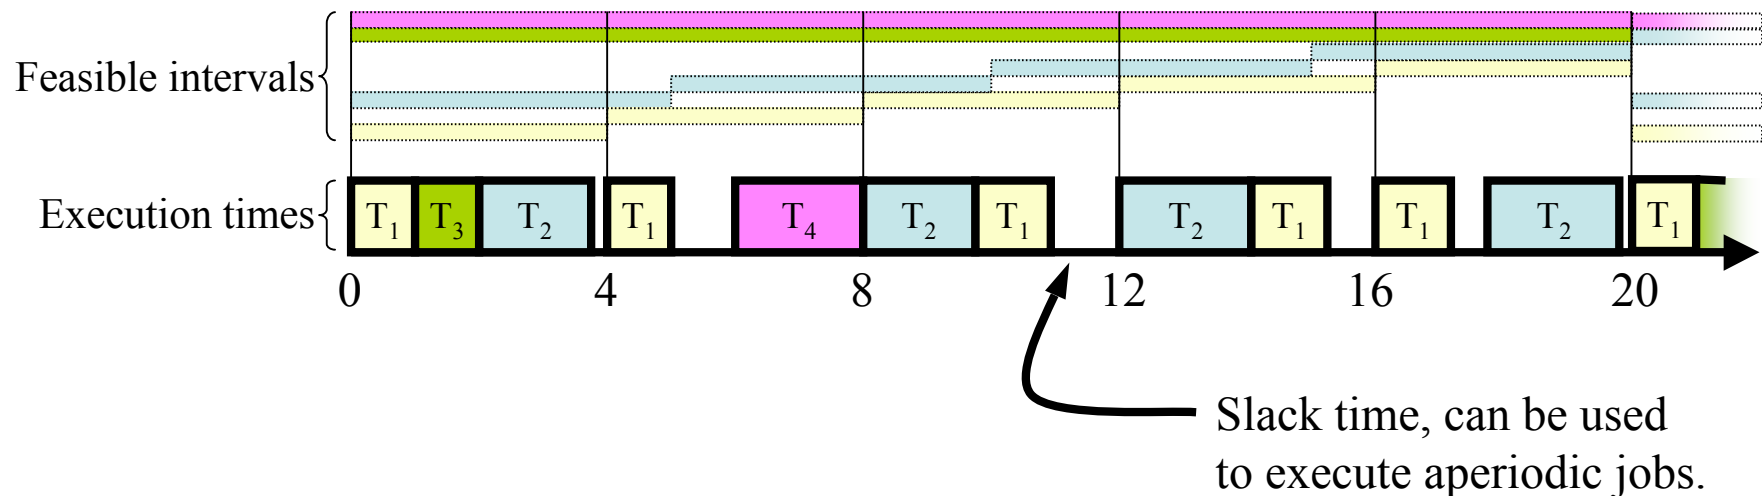 Feasible intervals
Execution times
T1 T3 T2 T1 T4 T2 T1 T2 T1 T1 T2 T1
0 4 8 12 16 20
Slack time, can be used
to execute aperiodic jobs.